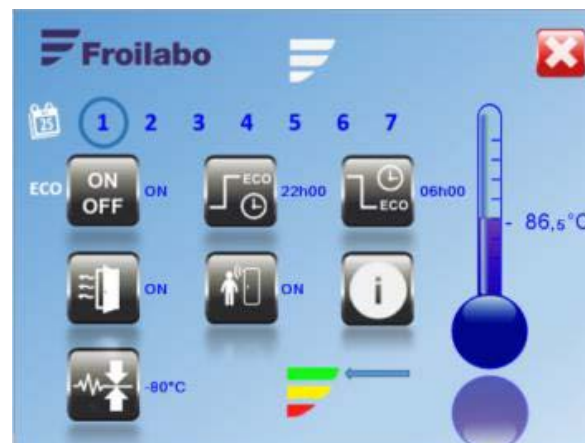 Froilabo
25
1 2 3 4 5 6 7
ECO ON OFF ON ECO 22h00 ECO 06h00
- 86,5°C
ON ON i
-80°C